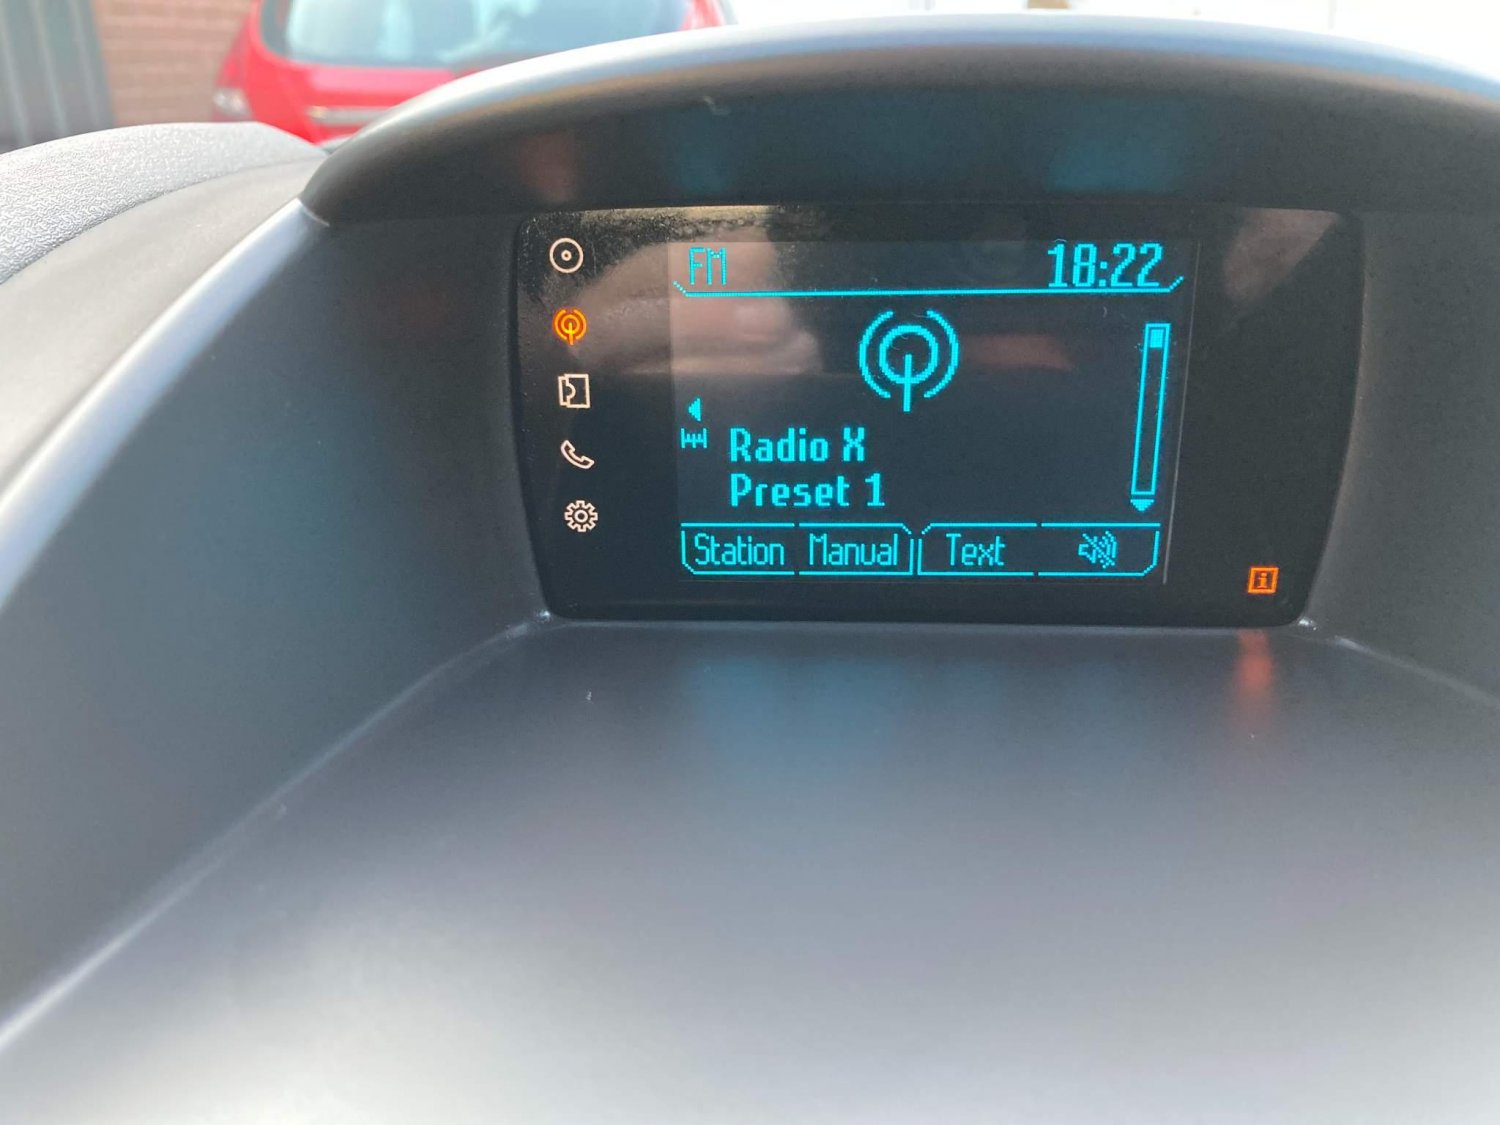 FM 18:22
Radio X
Preset 1
Station Manual Text
i